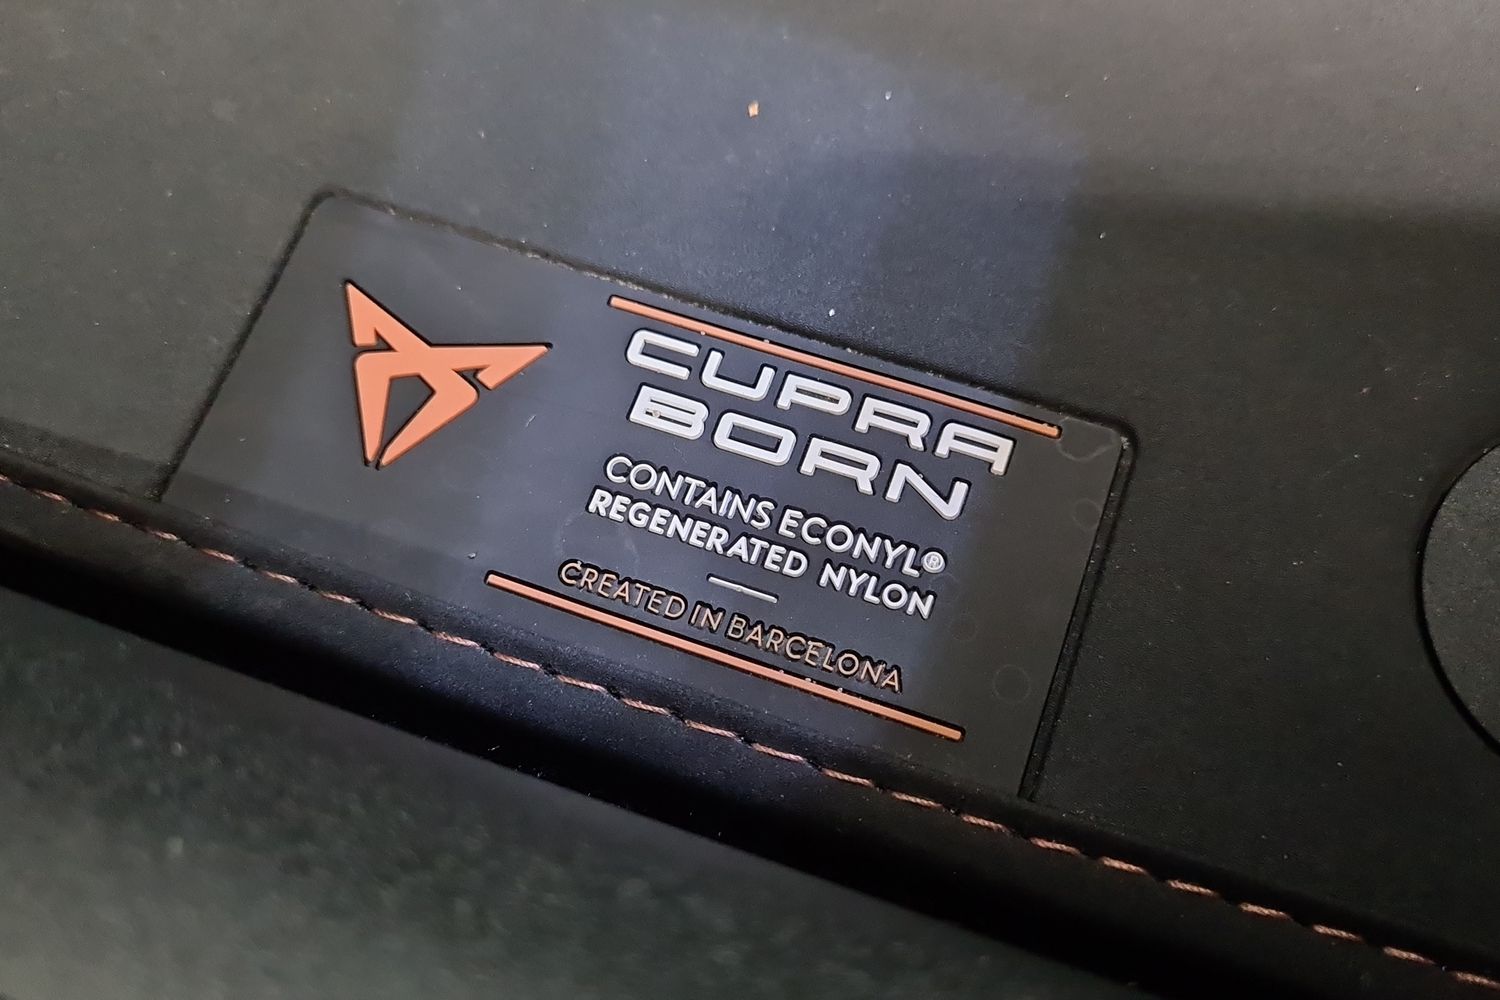 CUPRA
BORN
CONTAINS ECONYL®
REGENERATED NYLON
CREATED IN BARCELONA